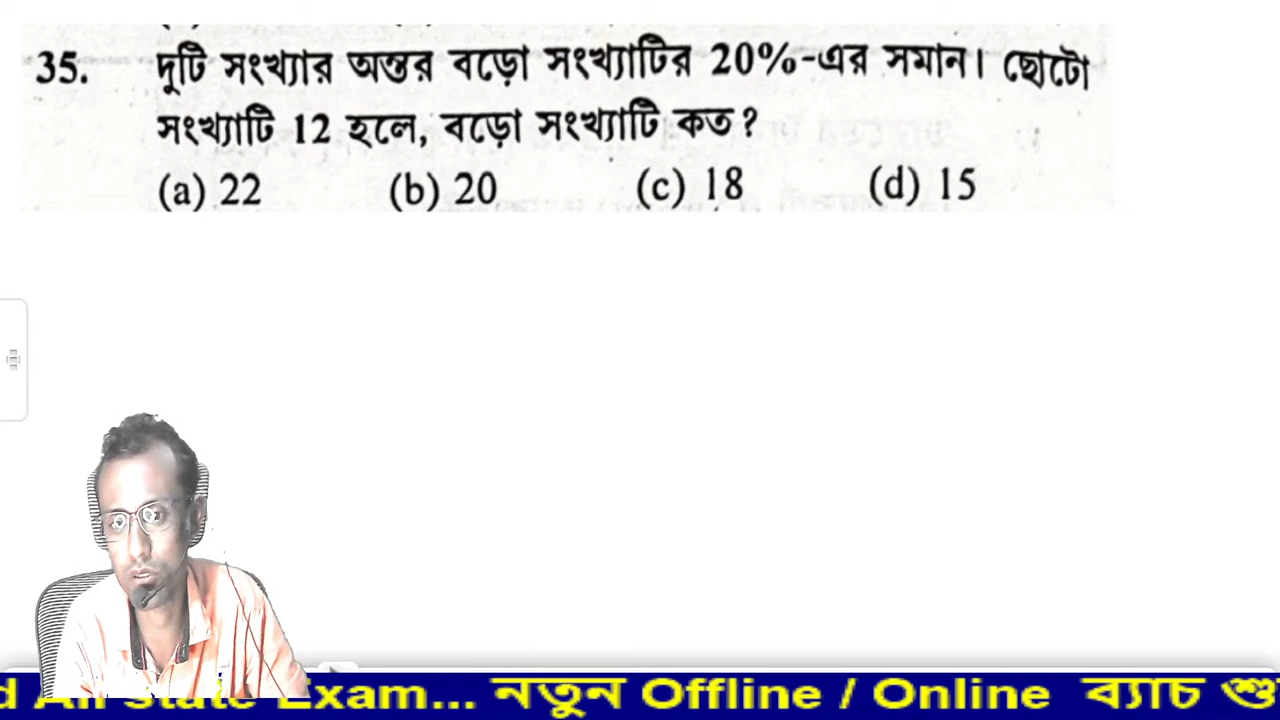 35. দুটি সংখ্যার অন্তর বড়ো সংখ্যাটির 20%-এর সমান। ছোটো
সংখ্যাটি 12 হলে, বড়ো সংখ্যাটি কত?
(a) 22 (b) 20 (c) 18 (d) 15
State Exam... নতুন Offline / Online ব্যাচ